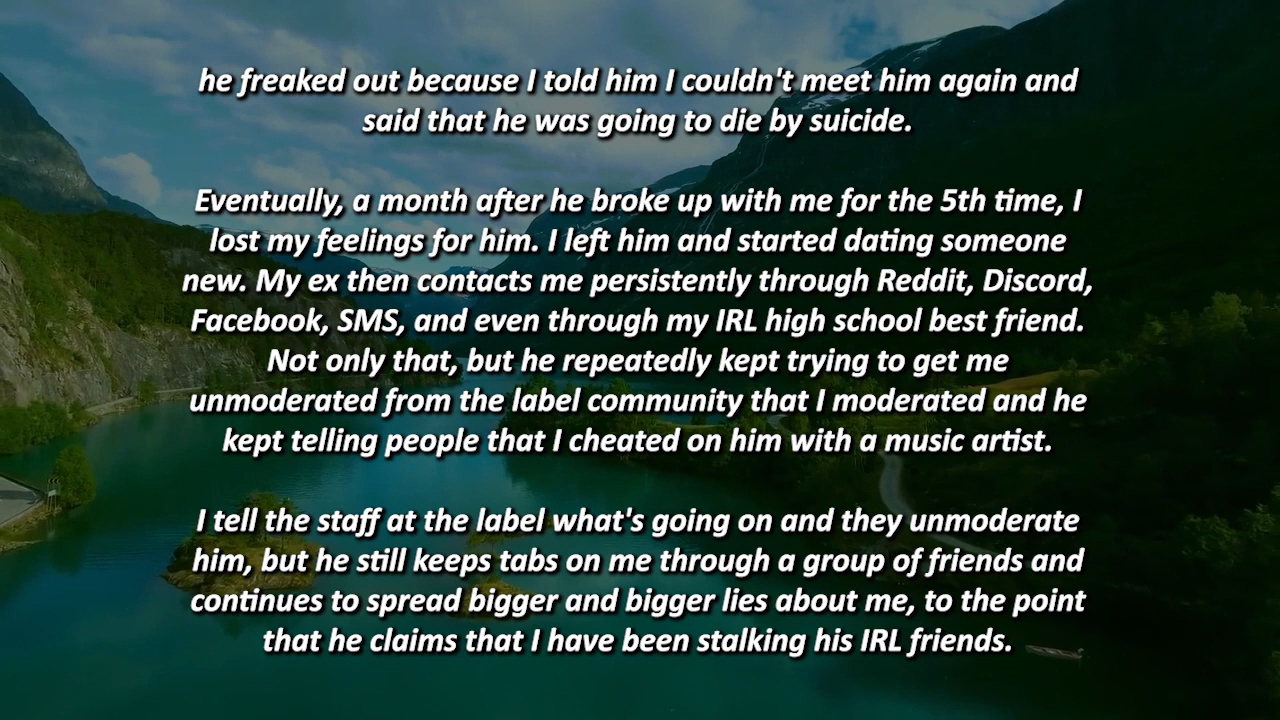 he freaked out because I told him I couldn't meet him again and
said that he was going to die by suicide.
Eventually, a month after he broke up with me for the 5th time, I
lost my feelings for him. I left him and started dating someone
new. My ex then contacts me persistently through Reddit, Discord,
Facebook, SMS, and even through my IRL high school best friend.
Not only that, but he repeatedly kept trying to get me
unmoderated from the label community that I moderated and he
kept telling people that I cheated on him with a music artist.
I tell the staff at the label what's going on and they unmoderate
him, but he still keeps tabs on me through a group of friends and
continues to spread bigger and bigger lies about me, to the point
that he claims that I have been stalking his IRL friends.